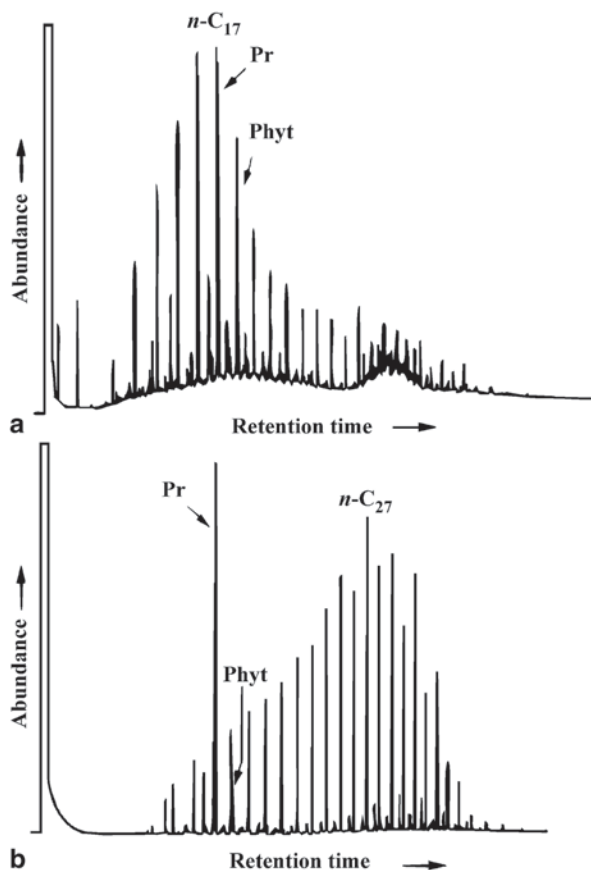 n-C₁₇
Pr
Phyt
Abundance
a
Retention time
Pr
n-C₂₇
Phyt
Abundance
b
Retention time